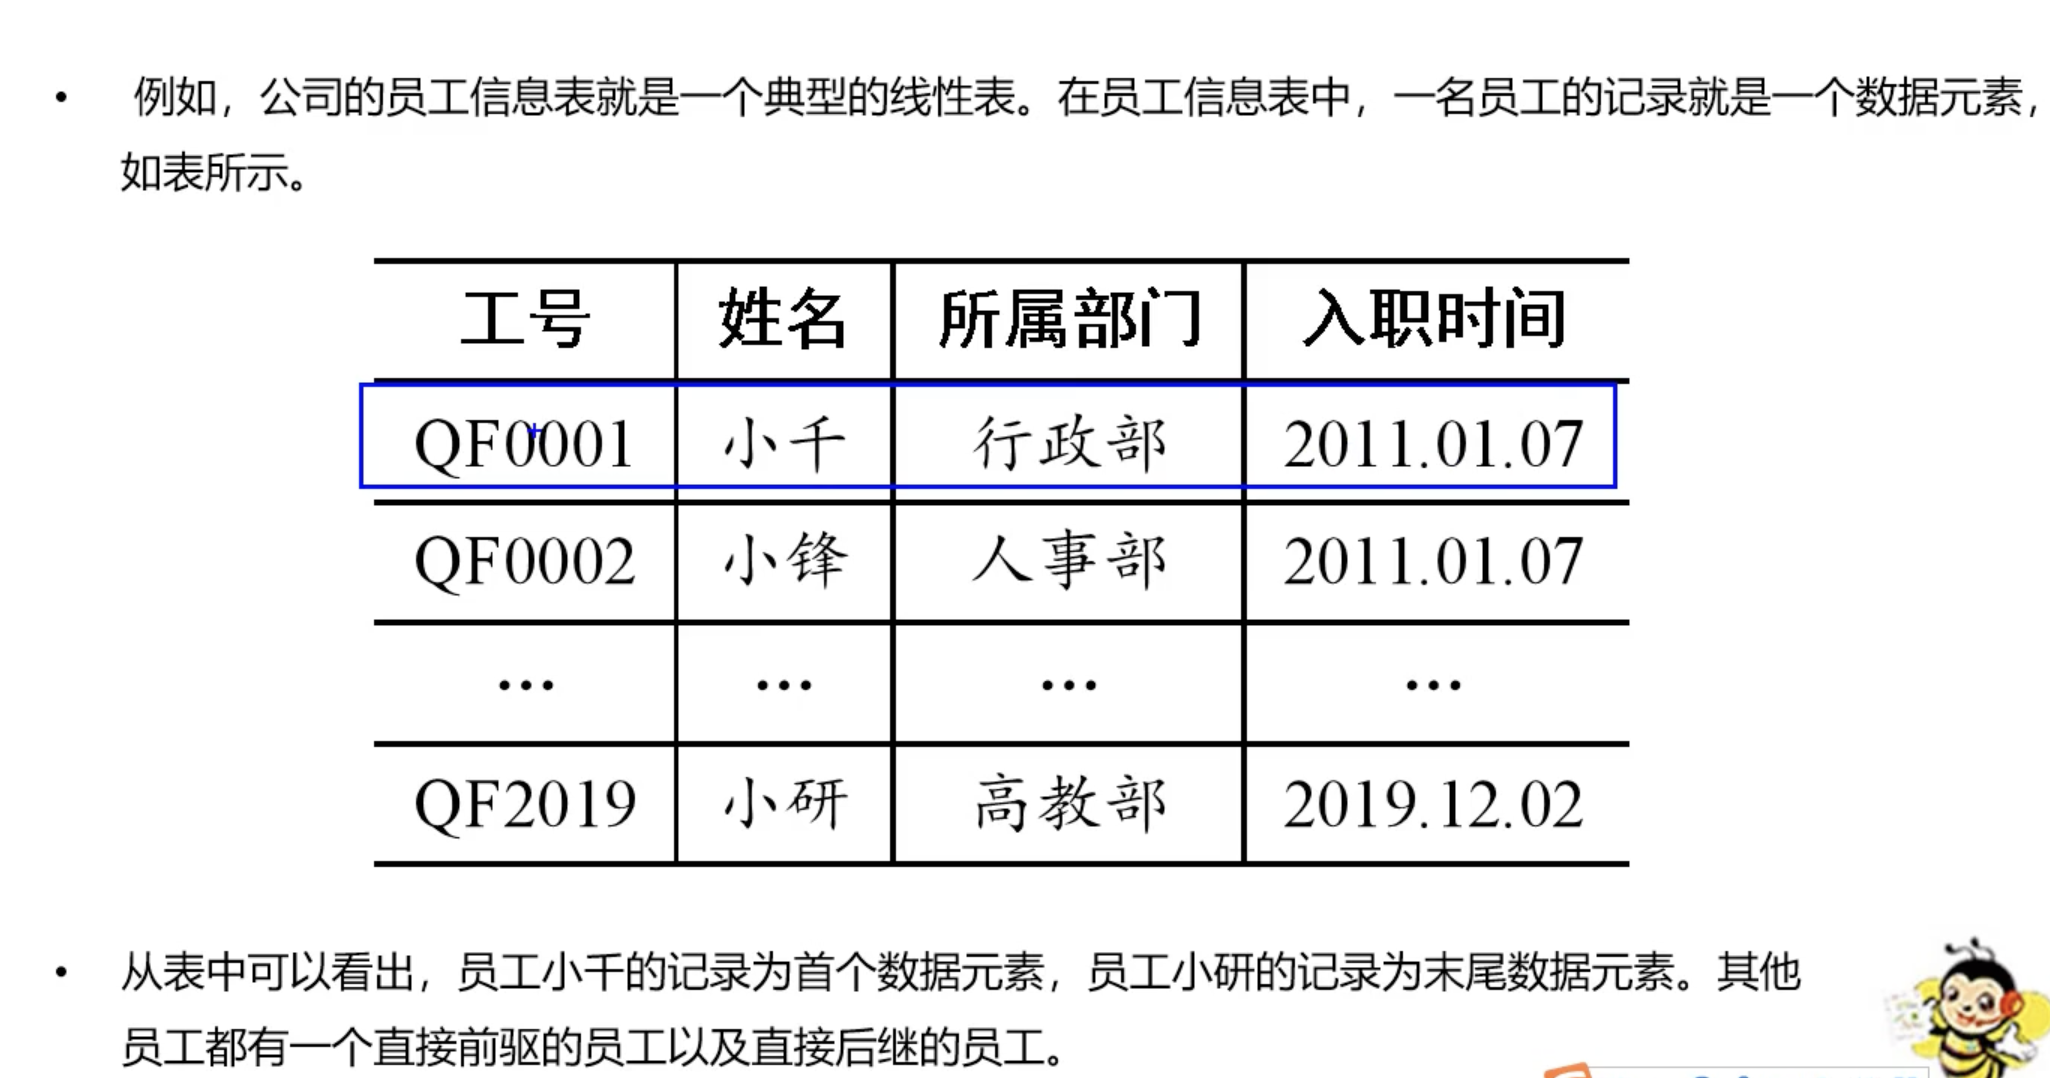 • 例如，公司的员工信息表就是一个典型的线性表。在员工信息表中，一名员工的记录就是一个数据元素，
如表所示。
工号 姓名 所属部门 入职时间
QF0001 小千 行政部 2011.01.07
QF0002 小锋 人事部 2011.01.07
… … … …
QF2019 小研 高教部 2019.12.02
• 从表中可以看出，员工小千的记录为首个数据元素，员工小研的记录为末尾数据元素。其他
员工都有一个直接前驱的员工以及直接后继的员工。